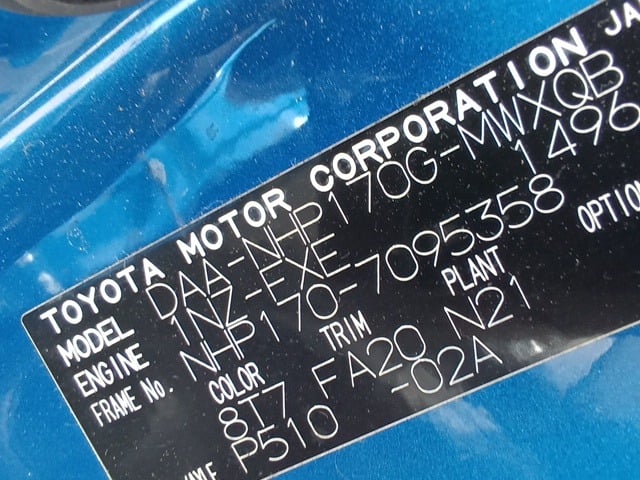 TOYOTA MOTOR CORPORATION JA
MODEL DAA-NHP170G-MWXQB
ENGINE 1NZ-FXE 1496
FRAME No. NHP170-7095358
COLOR TRIM PLANT OPTION
8T7 FA20 N21
P510 -02A